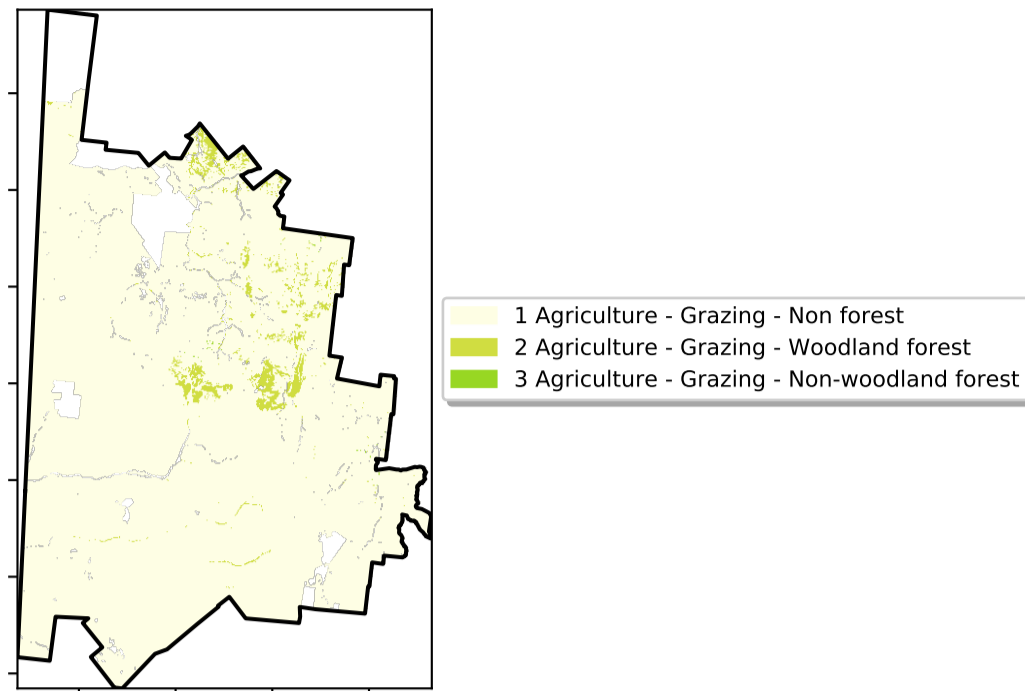 1 Agriculture - Grazing - Non forest
2 Agriculture - Grazing - Woodland forest
3 Agriculture - Grazing - Non-woodland forest